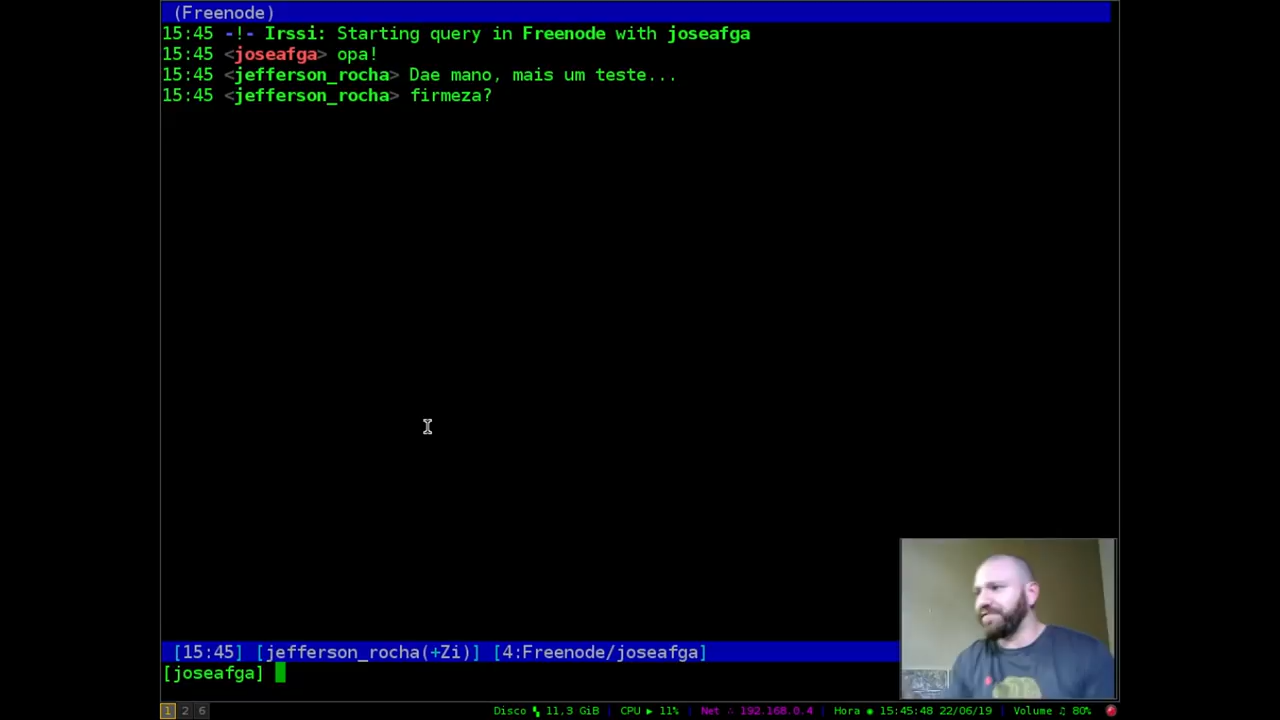 (Freenode)
15:45 -!- Irssi: Starting query in Freenode with joseafga
15:45 <joseafga> opa!
15:45 <jefferson_rocha> Dae mano, mais um teste...
15:45 <jefferson_rocha> firmeza?
[15:45] [jefferson_rocha(+Zi)] [4:Freenode/joseafga]
[joseafga]
1 2 6 Disco ▚ 11.3 GiB | CPU ▶ 11% | Net ∴ 192.168.0.4 | Hora ◉ 15:45:48 22/06/19 | Volume ♫ 80%